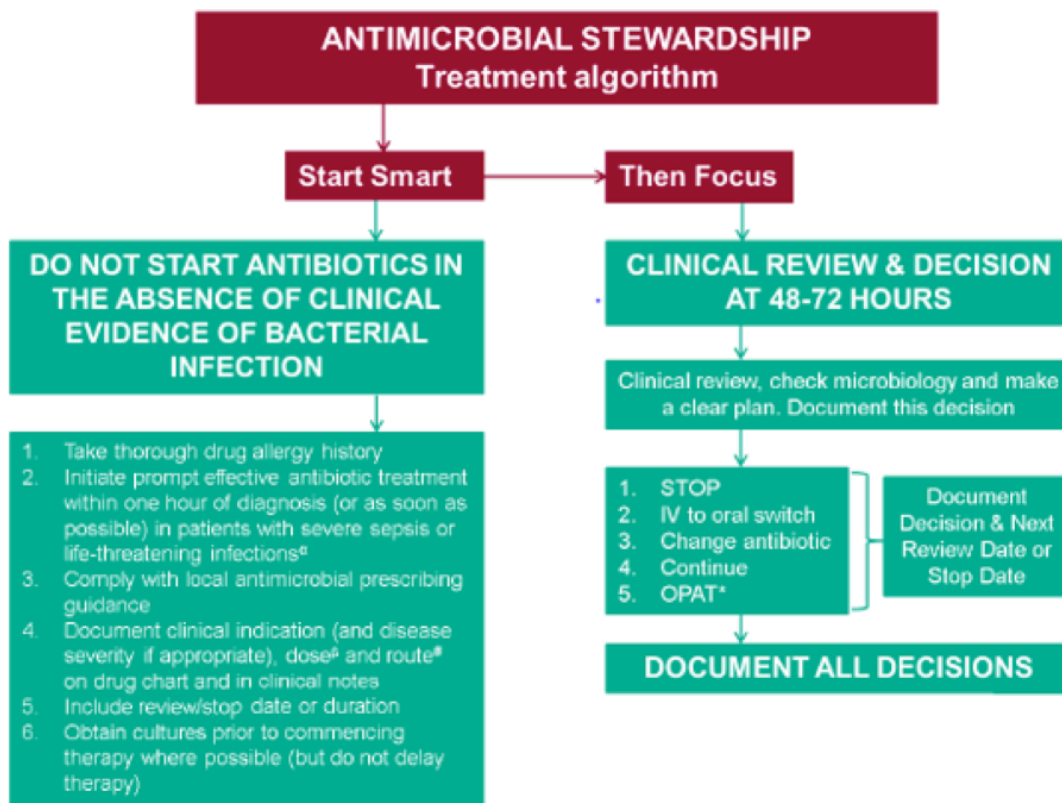 ANTIMICROBIAL STEWARDSHIP
Treatment algorithm
Start Smart
Then Focus
DO NOT START ANTIBIOTICS IN
THE ABSENCE OF CLINICAL
EVIDENCE OF BACTERIAL
INFECTION
1. Take thorough drug allergy history
2. Initiate prompt effective antibiotic treatment
within one hour of diagnosis (or as soon as
possible) in patients with severe sepsis or
life-threatening infections
3. Comply with local antimicrobial prescribing
guidance
4. Document clinical indication (and disease
severity if appropriate), dose and route
on drug chart and in clinical notes
5. Include review/stop date or duration
6. Obtain cultures prior to commencing
therapy where possible (but do not delay
therapy)
CLINICAL REVIEW & DECISION
AT 48-72 HOURS
Clinical review, check microbiology and make
a clear plan. Document this decision
1. STOP
2. IV to oral switch
3. Change antibiotic
4. Continue
5. OPAT*
Document
Decision & Next
Review Date or
Stop Date
DOCUMENT ALL DECISIONS